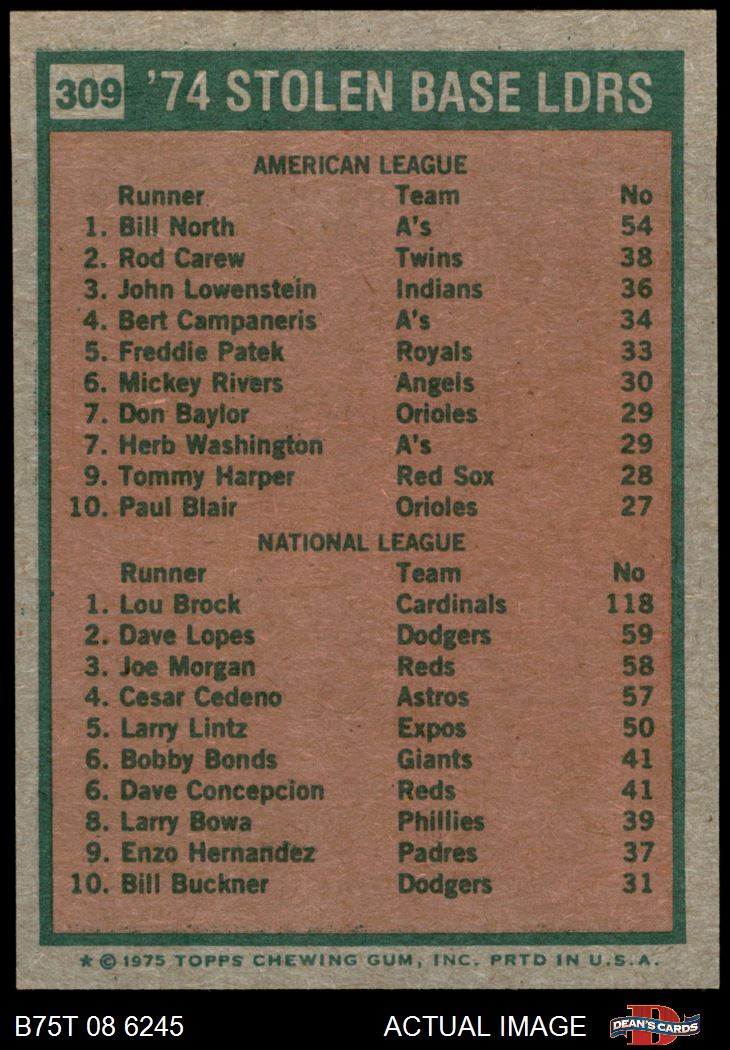 309 '74 STOLEN BASE LDRS
AMERICAN LEAGUE
Runner Team No
1. Bill North A's 54
2. Rod Carew Twins 38
3. John Lowenstein Indians 36
4. Bert Campaneris A's 34
5. Freddie Patek Royals 33
6. Mickey Rivers Angels 30
7. Don Baylor Orioles 29
7. Herb Washington A's 29
9. Tommy Harper Red Sox 28
10. Paul Blair Orioles 27
NATIONAL LEAGUE
Runner Team No
1. Lou Brock Cardinals 118
2. Dave Lopes Dodgers 59
3. Joe Morgan Reds 58
4. Cesar Cedeno Astros 57
5. Larry Lintz Expos 50
6. Bobby Bonds Giants 41
6. Dave Concepcion Reds 41
8. Larry Bowa Phillies 39
9. Enzo Hernandez Padres 37
10. Bill Buckner Dodgers 31
* © 1975 TOPPS CHEWING GUM, INC. PRTD IN U.S.A.
B75T 08 6245 ACTUAL IMAGE D DEAN'S CARDS